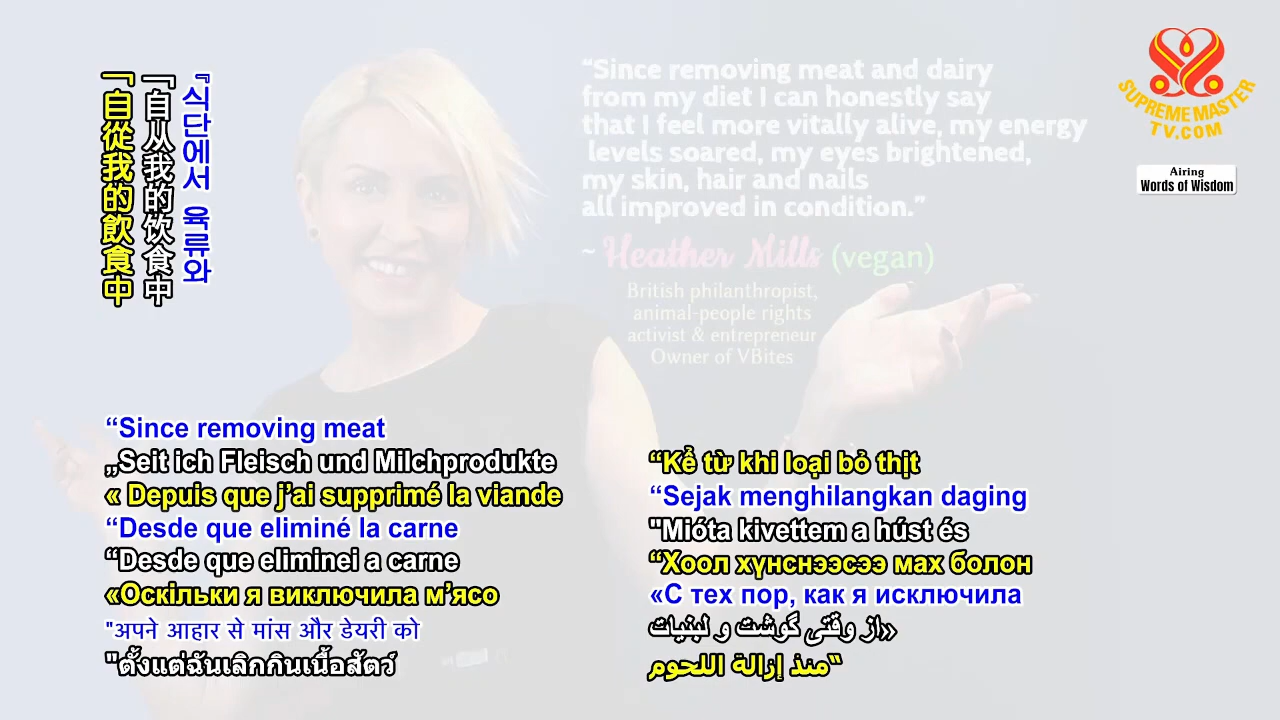 『식단에서 육류와
「自从我的饮食中
「自從我的飲食中
“Since removing meat and dairy
from my diet I can honestly say
that I feel more vitally alive, my energy
levels soared, my eyes brightened,
my skin, hair and nails
all improved in condition.”
~ Heather Mills (vegan)
British philanthropist,
animal-people rights
activist & entrepreneur
Owner of VBites
SUPREME MASTER
TV.COM
Airing
Words of Wisdom
“Since removing meat
„Seit ich Fleisch und Milchprodukte
« Depuis que j’ai supprimé la viande
“Desde que eliminé la carne
“Desde que eliminei a carne
«Оскільки я виключила м’ясо
"अपने आहार से मांस और डेयरी को
"ตั้งแต่ฉันเลิกกินเนื้อสัตว์
“Kể từ khi loại bỏ thịt
“Sejak menghilangkan daging
"Mióta kivettem a húst és
“Хоол хүнснээсээ мах болон
«С тех пор, как я исключила
«از وقتی گوشت و لبنیات
“منذ إزالة اللحوم